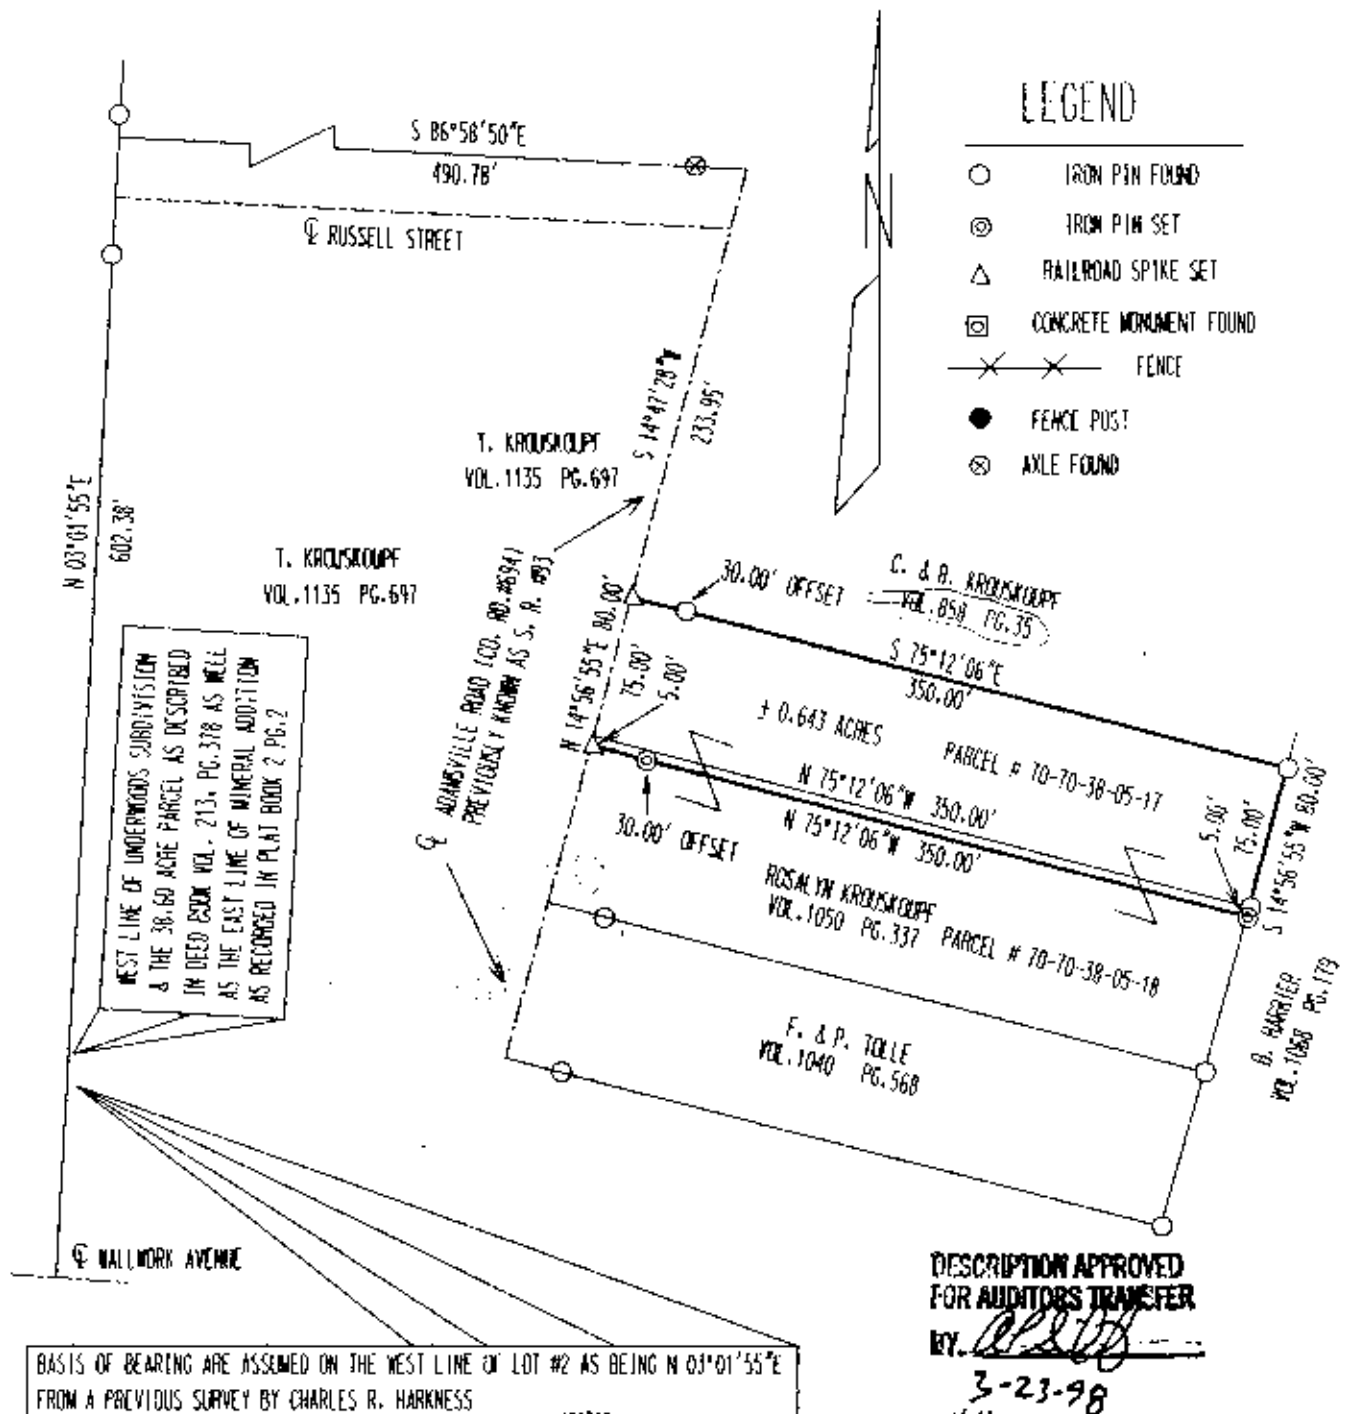 LEGEND
IRON PIN FOUND
IRON PIN SET
RAILROAD SPIKE SET
CONCRETE MONUMENT FOUND
FENCE
FENCE POST
AXLE FOUND
S 86°58'50"E
490.78'
℄ RUSSELL STREET
S 14°47'28"W
233.95'
T. KROUSKOUPF
VOL.1135 PG.697
N 03°01'55"E
602.38'
T. KROUSKOUPF
VOL.1135 PG.697
℄ ADAMSVILLE ROAD (CO. RD.#694)
PREVIOUSLY KNOWN AS S. R. #93
N 14°56'55"E 80.00'
75.00'
5.00'
30.00' OFFSET
C. & R. KROUSKOUPF
VOL.858 PG.35
S 75°12'06"E
350.00'
± 0.643 ACRES
PARCEL # 70-70-38-05-17
N 75°12'06"W 350.00'
N 75°12'06"W 350.00'
30.00' OFFSET
5.00'
75.00'
S 14°56'55"W 80.00'
ROSALYN KROUSKOUPF
VOL.1050 PG.337 PARCEL # 70-70-38-05-18
F. & P. TOLLE
VOL.1040 PG.568
B. HARRIER
VOL.1068 PG.179
WEST LINE OF UNDERWOODS SUBDIVISION
& THE 38.60 ACRE PARCEL AS DESCRIBED
IN DEED BOOK VOL. 213, PG.378 AS WELL
AS THE EAST LINE OF MINERAL ADDITION
AS RECORDED IN PLAT BOOK 2 PG.2
℄ WALLWORK AVENUE
DESCRIPTION APPROVED
FOR AUDITORS TRANSFER
BY.
3-23-98
BASIS OF BEARING ARE ASSUMED ON THE WEST LINE OF LOT #2 AS BEING N 03°01'55"E
FROM A PREVIOUS SURVEY BY CHARLES R. HARKNESS